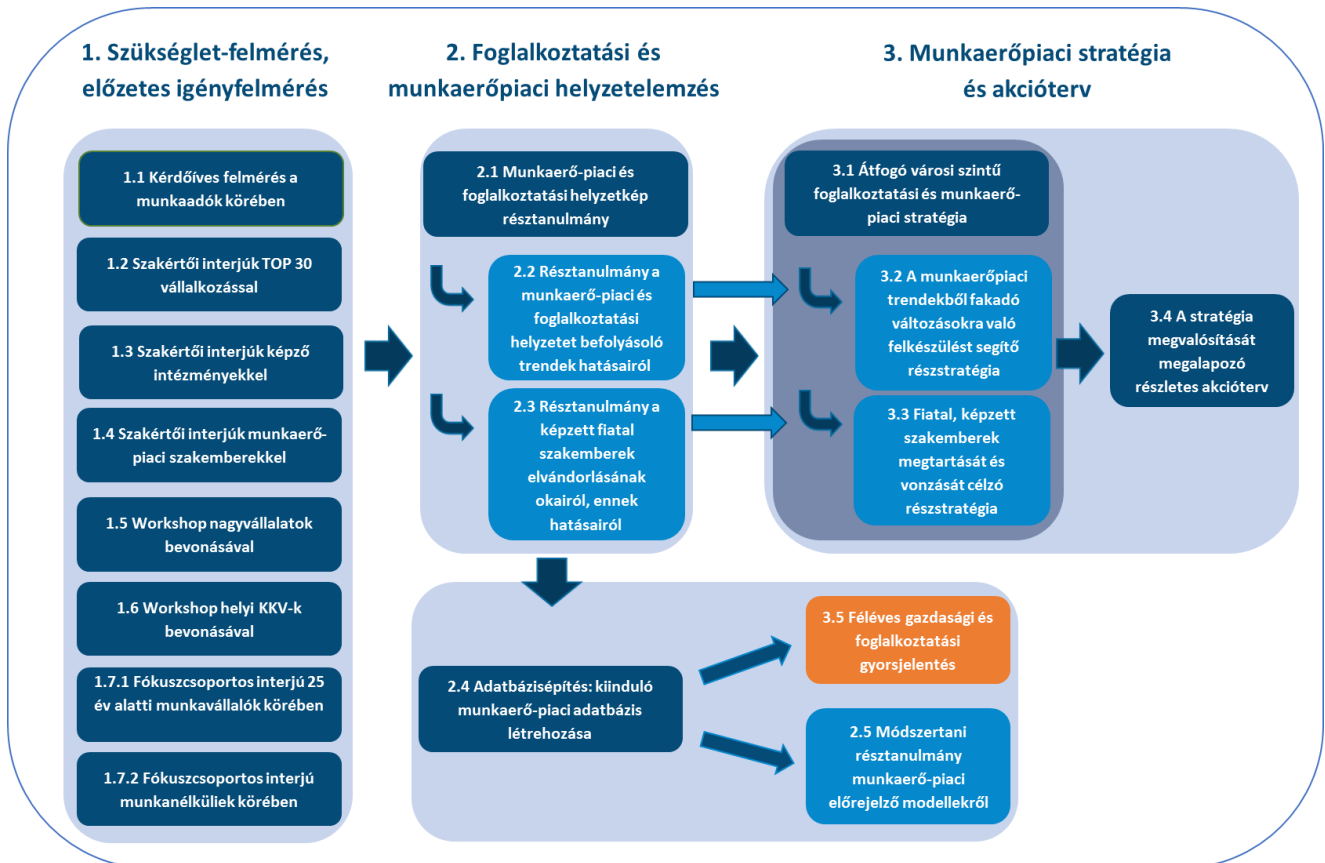 1. Szükséglet-felmérés,
előzetes igényfelmérés
2. Foglalkoztatási és
munkaerőpiaci helyzetelemzés
3. Munkaerőpiaci stratégia
és akcióterv
1.1 Kérdőíves felmérés a
munkaadók körében
1.2 Szakértői interjúk TOP 30
vállalkozással
1.3 Szakértői interjúk képző
intézményekkel
1.4 Szakértői interjúk munkaerő-
piaci szakemberekkel
1.5 Workshop nagyvállalatok
bevonásával
1.6 Workshop helyi KKV-k
bevonásával
1.7.1 Fókuszcsoportos interjú 25
év alatti munkavállalók körében
1.7.2 Fókuszcsoportos interjú
munkanélküliek körében
2.1 Munkaerő-piaci és
foglalkoztatási helyzetkép
résztanulmány
2.2 Résztanulmány a
munkaerő-piaci és
foglalkoztatási
helyzetet befolyásoló
trendek hatásairól
2.3 Résztanulmány a
képzett fiatal
szakemberek
elvándorlásának
okairól, ennek
hatásairól
3.1 Átfogó városi szintű
foglalkoztatási és munkaerő-
piaci stratégia
3.2 A munkaerőpiaci
trendekből fakadó
változásokra való
felkészülést segítő
részstratégia
3.3 Fiatal, képzett
szakemberek
megtartását és
vonzását célzó
részstratégia
3.4 A stratégia
megvalósítását
megalapozó
részletes akcióterv
2.4 Adatbázisépítés: kiinduló
munkaerő-piaci adatbázis
létrehozása
3.5 Féléves gazdasági és
foglalkoztatási
gyorsjelentés
2.5 Módszertani
résztanulmány
munkaerő-piaci
előrejelző modellekről